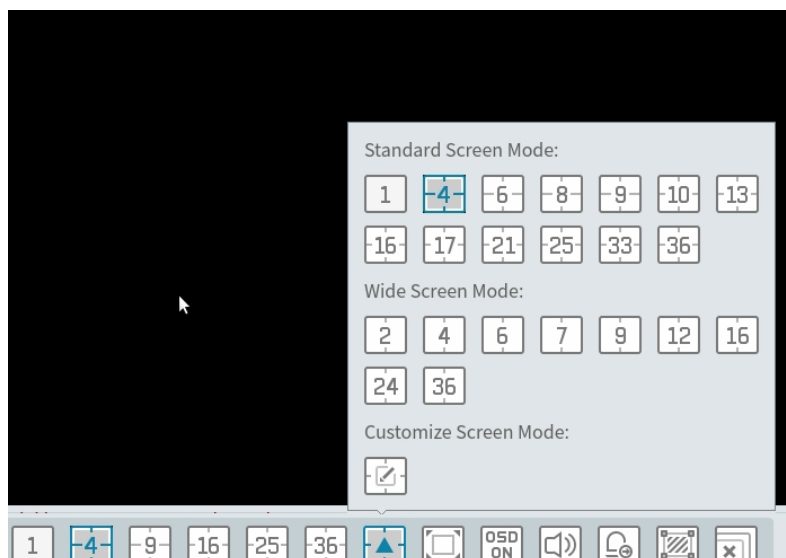 Standard Screen Mode:
1 4 6 8 9 10 13
16 17 21 25 33 36
Wide Screen Mode:
2 4 6 7 9 12 16
24 36
Customize Screen Mode:
1 4 9 16 25 36 OSD ON